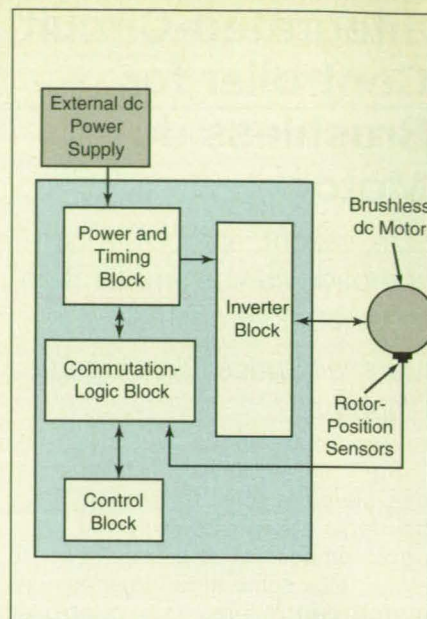 External dc
Power
Supply
Power and
Timing
Block
Brushless
dc Motor
Inverter
Block
Commutation-
Logic Block
Rotor-
Position
Sensors
Control
Block